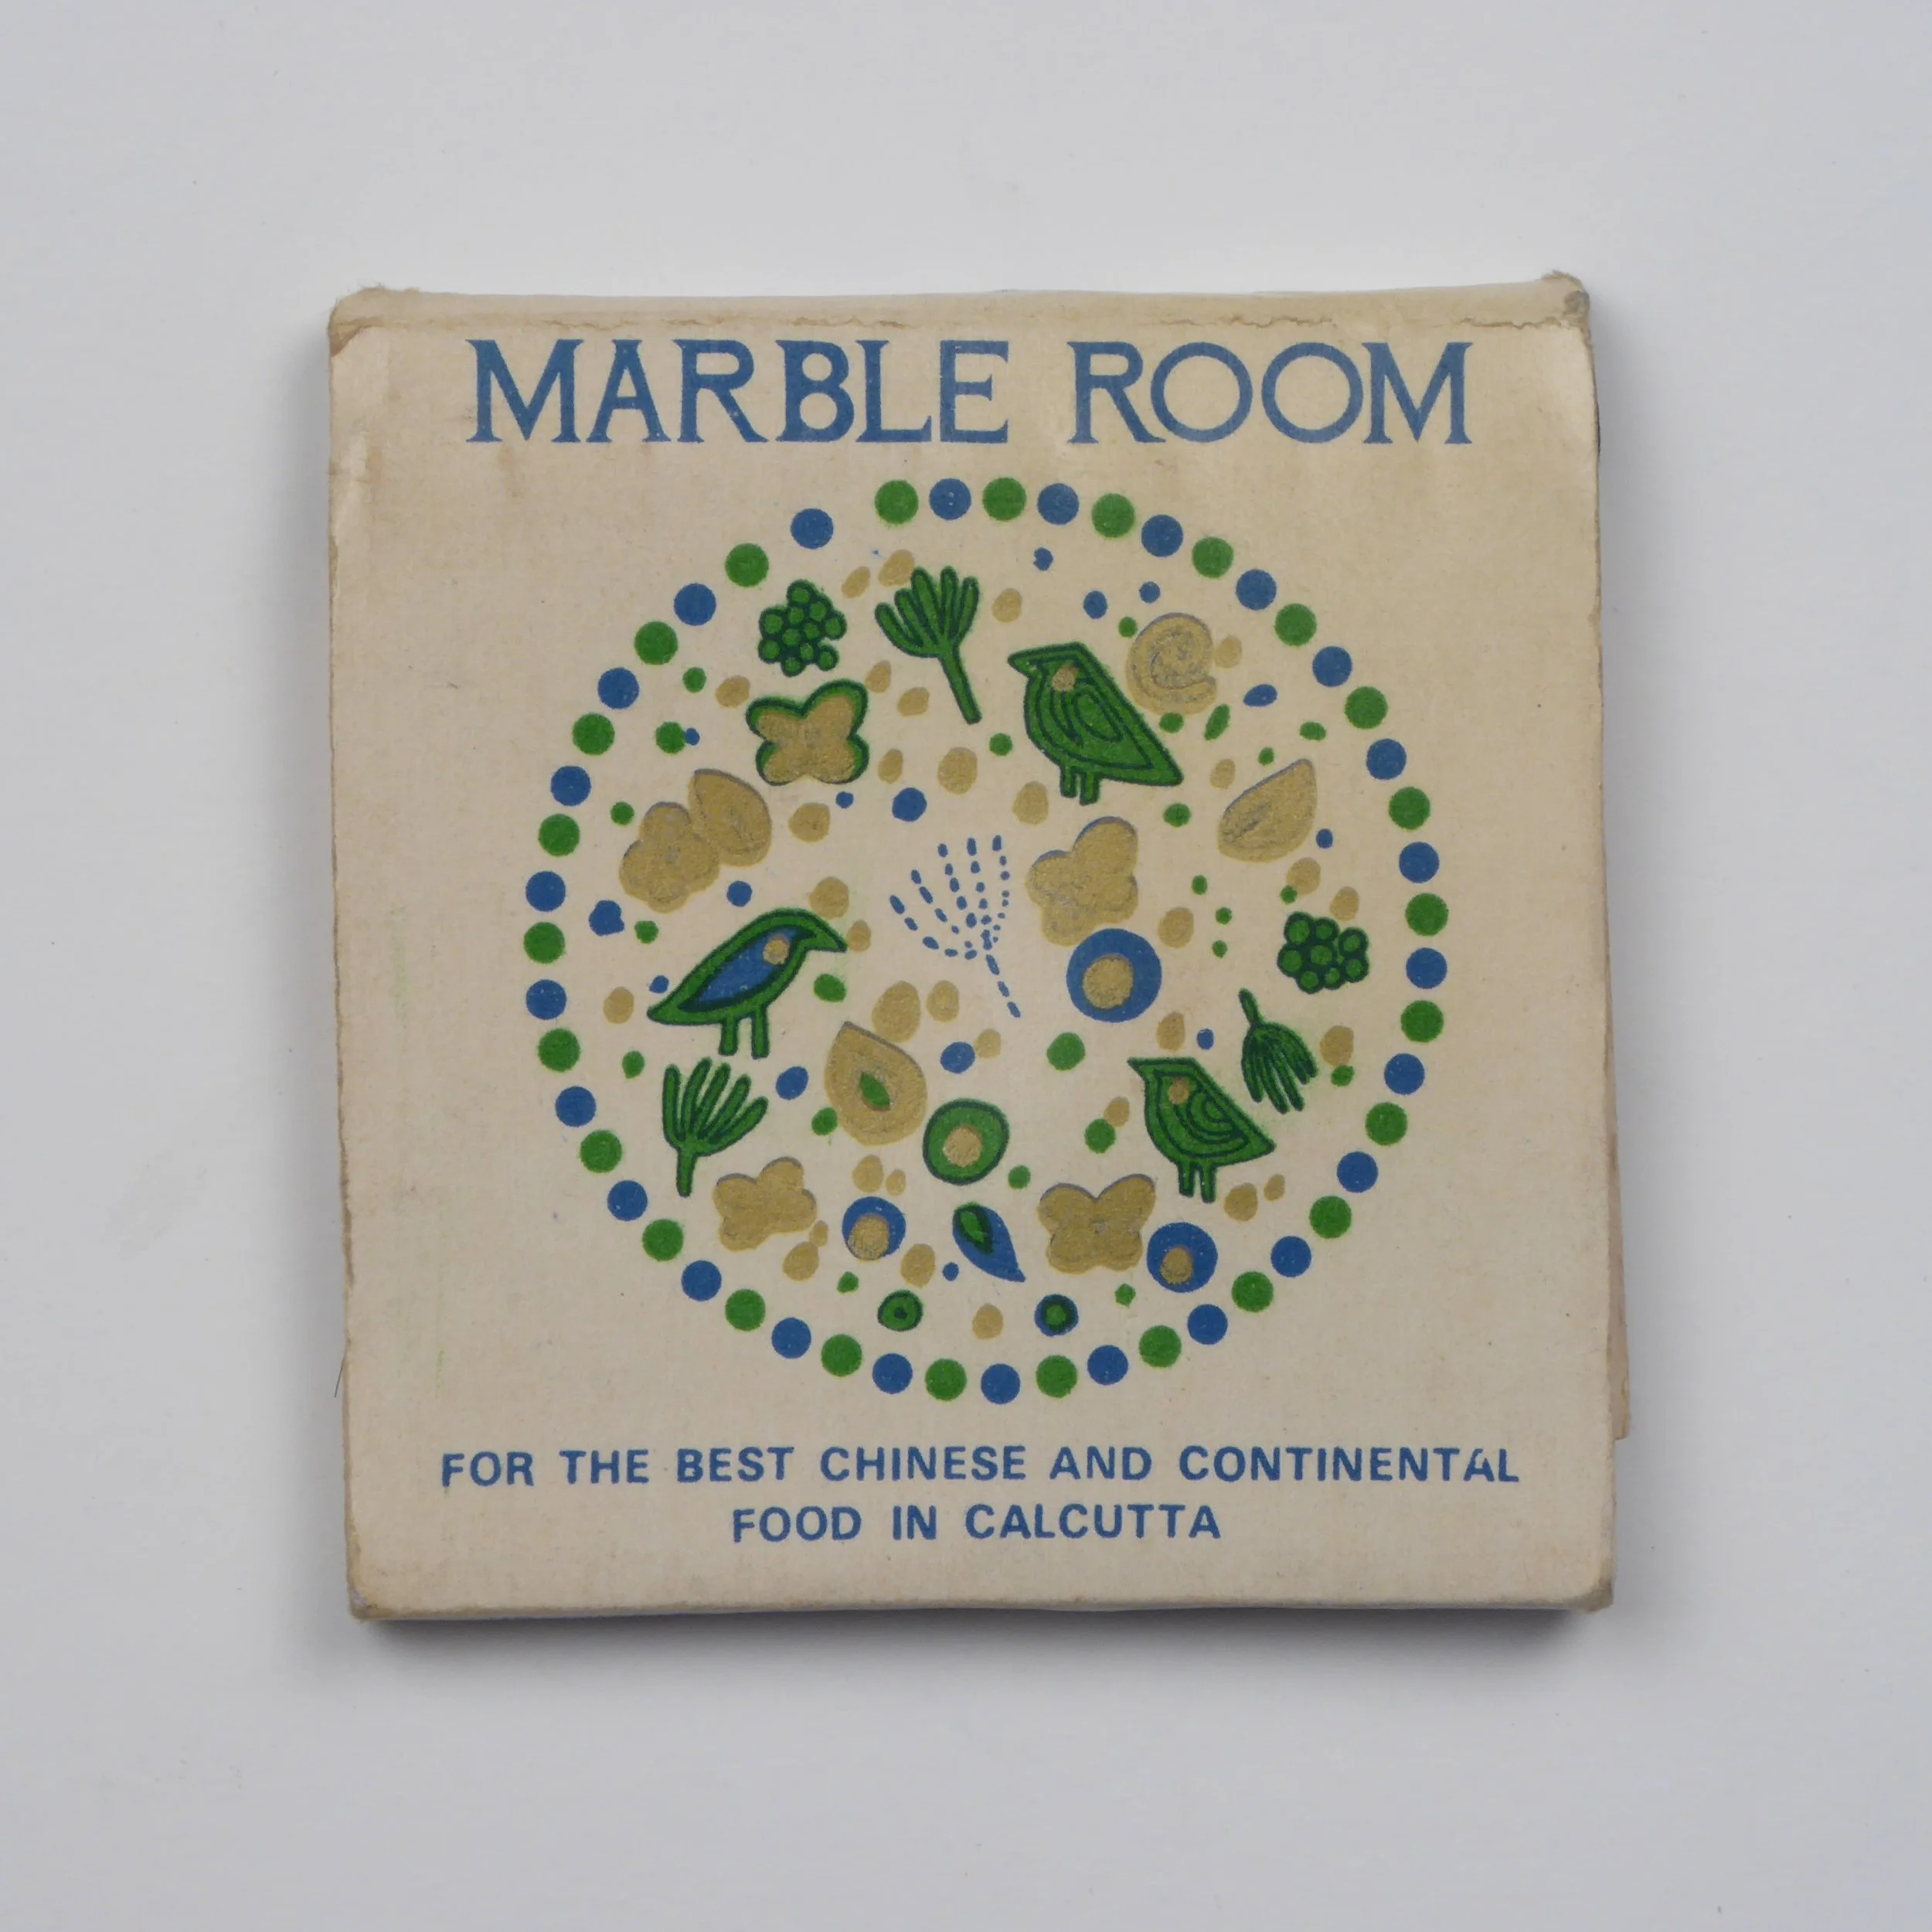 MARBLE ROOM
FOR THE BEST CHINESE AND CONTINENTAL
FOOD IN CALCUTTA